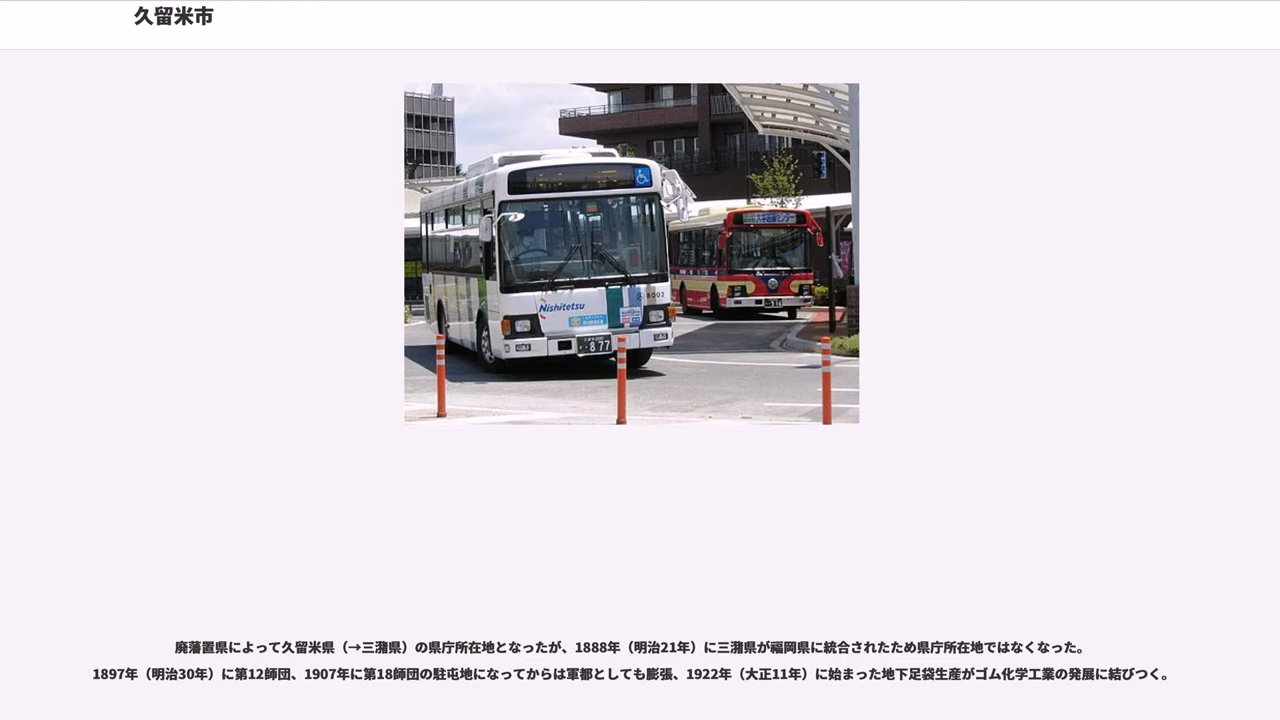 久留米市
Nishitetsu
8002
877
廃藩置県によって久留米県（→三潴県）の県庁所在地となったが、1888年（明治21年）に三潴県が福岡県に統合されたため県庁所在地ではなくなった。
1897年（明治30年）に第12師団、1907年に第18師団の駐屯地になってからは軍都としても膨張、1922年（大正11年）に始まった地下足袋生産がゴム化学工業の発展に結びつく。